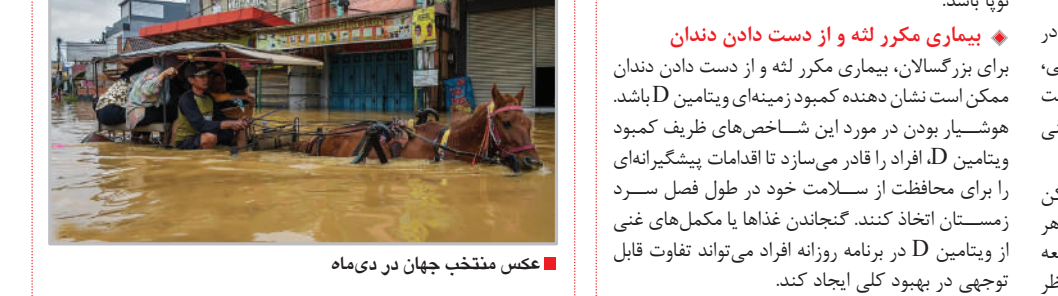 نوپا باشد.
بیماری مکرر لثه و از دست دادن دندان
برای بزرگسالان، بیماری مکرر لثه و از دست دادن دندان
ممکن است نشان دهنده کمبود زمینه‌ای ویتامین D باشد.
هوشیار بودن در مورد این شاخص‌های ظریف کمبود
ویتامین D، افراد را قادر می‌سازد تا اقدامات پیشگیرانه‌ای
را برای محافظت از سلامت خود در طول فصل سرد
زمستان اتخاذ کنند. گنجاندن غذاها یا مکمل‌های غنی
از ویتامین D در برنامه روزانه افراد می‌تواند تفاوت قابل
توجهی در بهبود کلی ایجاد کند.
عکس منتخب جهان در دی‌ماه